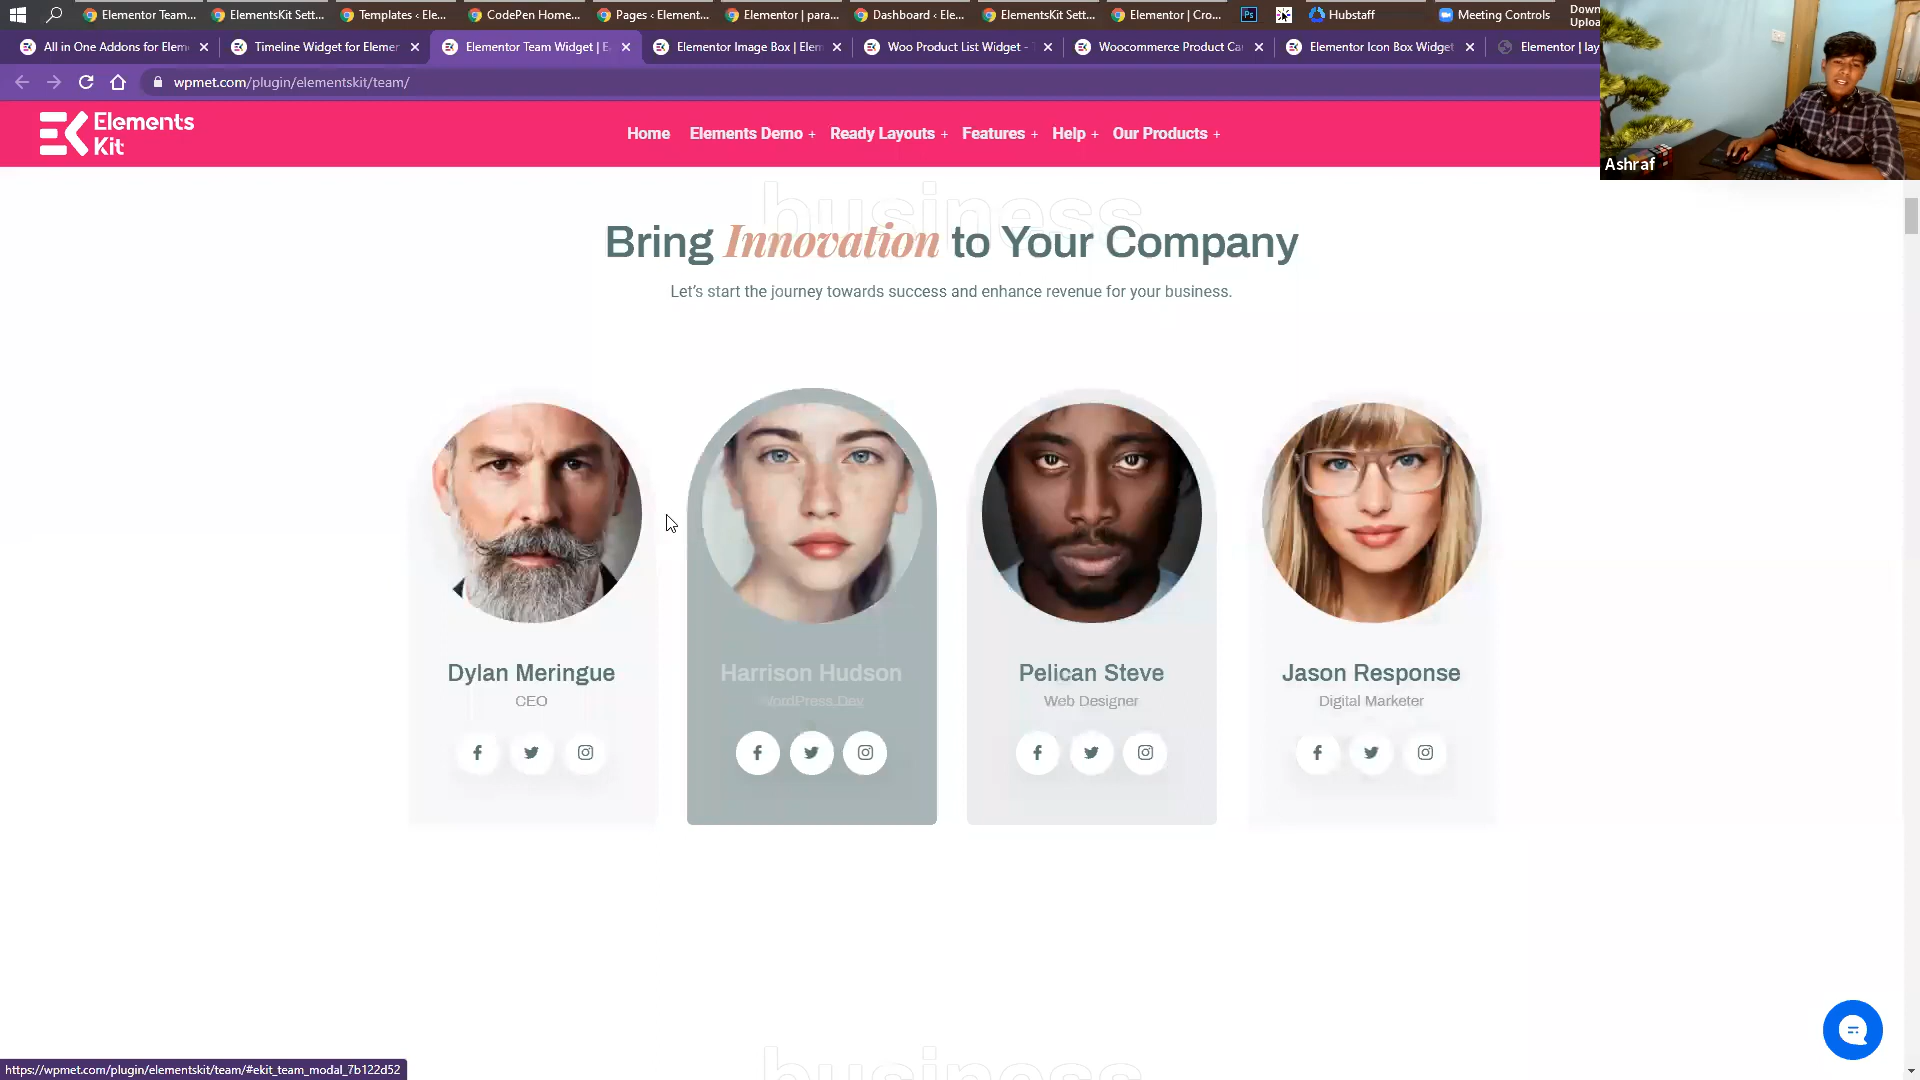 Elementor Team...
ElementsKit Sett...
Templates ‹ Ele...
CodePen Home...
Pages ‹ Element...
Elementor | para...
Dashboard ‹ Ele...
ElementsKit Sett...
Elementor | Cro...
Ps
Hubstaff
Meeting Controls
Down
Uploa
All in One Addons for Elem
Timeline Widget for Elemer
Elementor Team Widget | E
Elementor Image Box | Elem
Woo Product List Widget -
Woocommerce Product Ca
Elementor Icon Box Widget
Elementor | lay
wpmet.com/plugin/elementskit/team/
Elements
Kit
Home
Elements Demo +
Ready Layouts +
Features +
Help +
Our Products +
Ashraf
business
Bring Innovation to Your Company
Let's start the journey towards success and enhance revenue for your business.
Dylan Meringue
CEO
Harrison Hudson
WordPress Dev
Pelican Steve
Web Designer
Jason Response
Digital Marketer
business
https://wpmet.com/plugin/elementskit/team/#ekit_team_modal_7b122d52